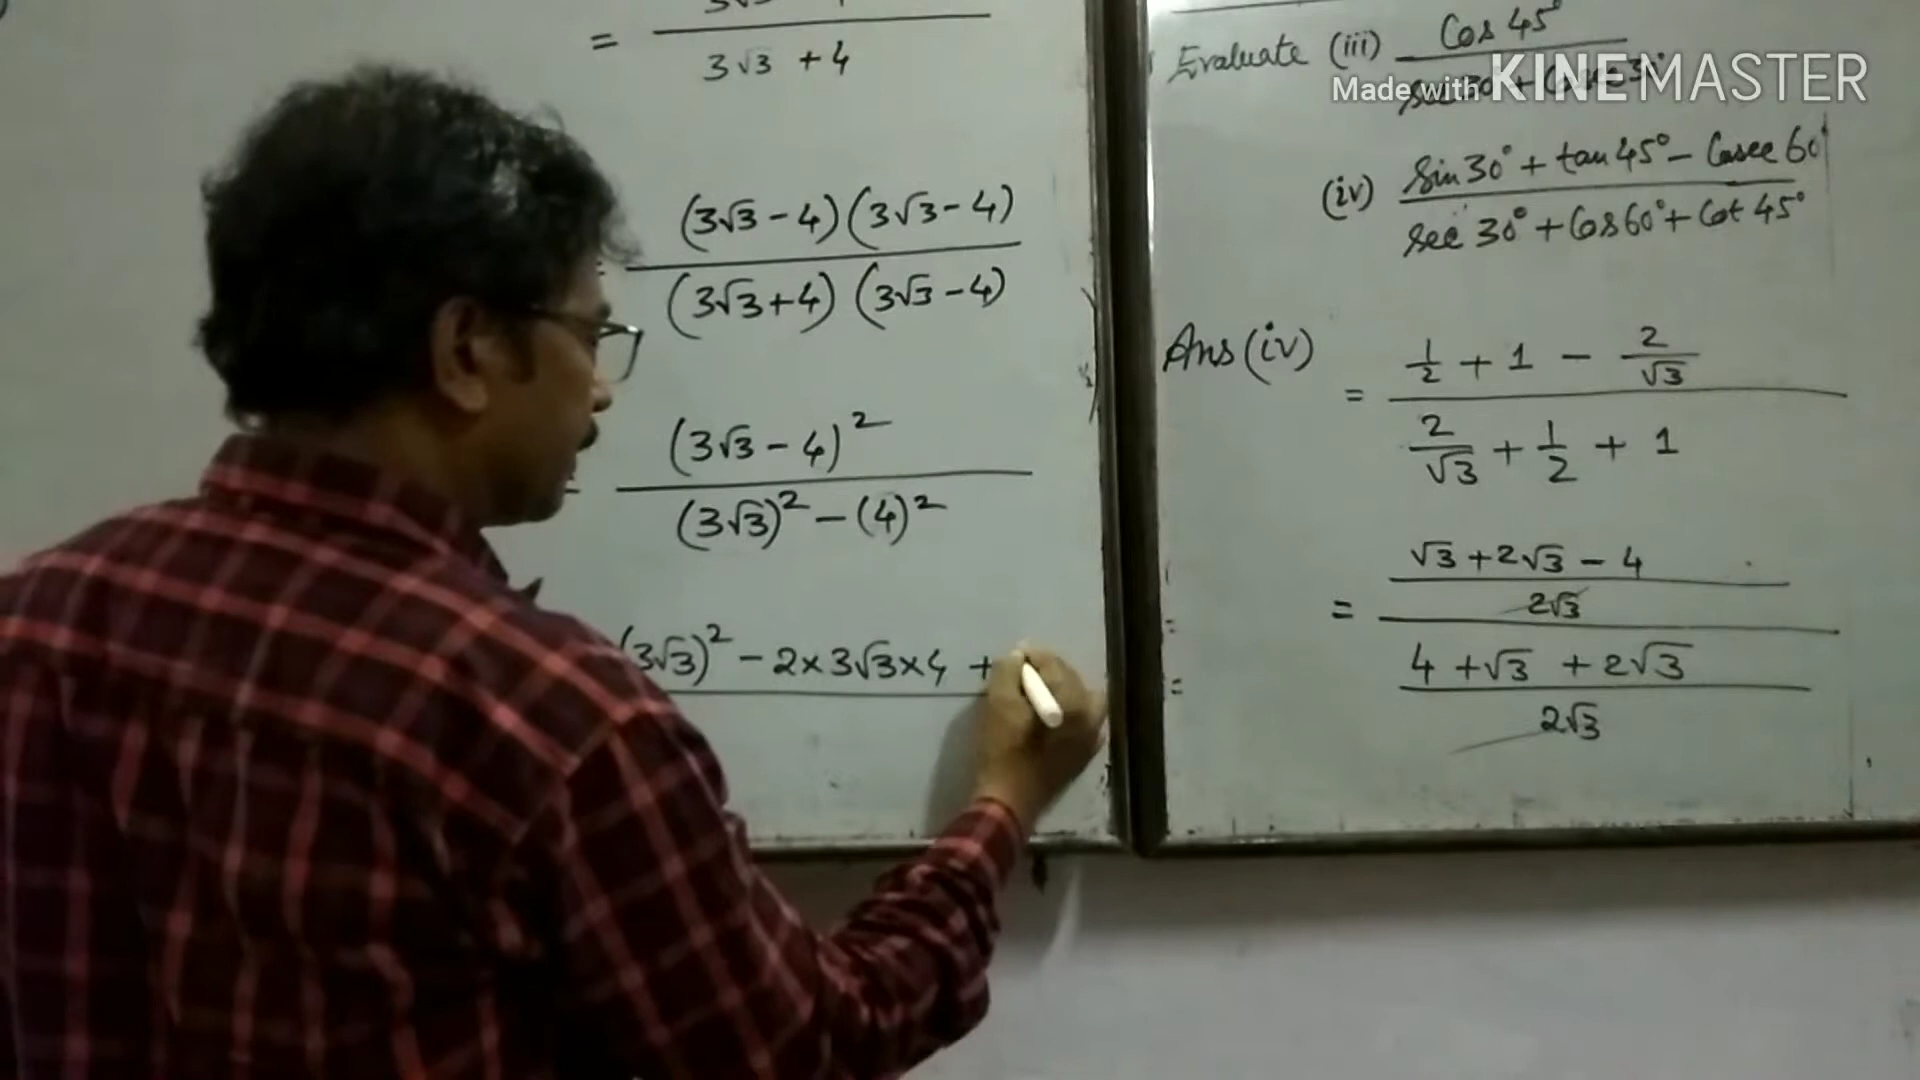 =
3√3 + 4
(3√3 - 4) (3√3 - 4)
(3√3 + 4) (3√3 - 4)
(3√3 - 4)²
(3√3)² - (4)²
(3√3)² - 2×3√3×4 +
Evaluate (iii) Cos 45°
Made with KINEMASTER
(iv) Sin 30° + tan 45° - Cosec 60°
Sec 30° + Cos 60° + Cot 45°
Ans (iv)
= 1/2 + 1 - 2/√3
2/√3 + 1/2 + 1
√3 + 2√3 - 4
2√3
=
4 + √3 + 2√3
2√3